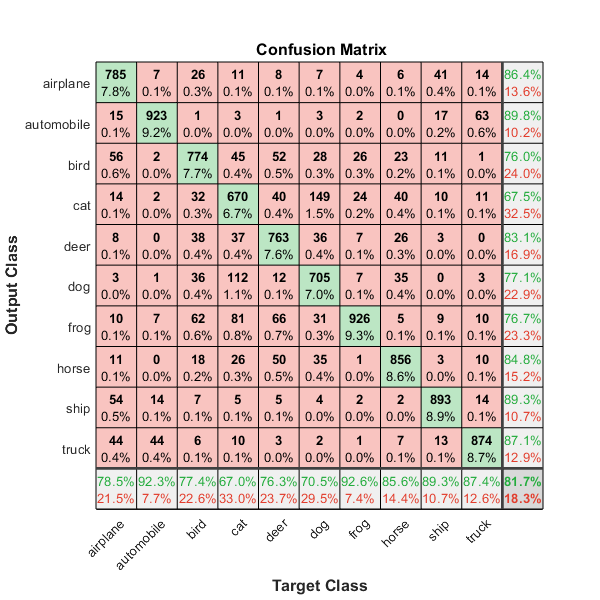 Confusion Matrix
airplane 785 7 26 11 8 7 4 6 41 14 86.4%
7.8% 0.1% 0.3% 0.1% 0.1% 0.1% 0.0% 0.1% 0.4% 0.1% 13.6%
automobile 15 923 1 3 1 3 2 0 17 63 89.8%
0.1% 9.2% 0.0% 0.0% 0.0% 0.0% 0.0% 0.0% 0.2% 0.6% 10.2%
bird 56 2 774 45 52 28 26 23 11 1 76.0%
0.6% 0.0% 7.7% 0.4% 0.5% 0.3% 0.3% 0.2% 0.1% 0.0% 24.0%
cat 14 2 32 670 40 149 24 40 10 11 67.5%
0.1% 0.0% 0.3% 6.7% 0.4% 1.5% 0.2% 0.4% 0.1% 0.1% 32.5%
deer 8 0 38 37 763 36 7 26 3 0 83.1%
0.1% 0.0% 0.4% 0.4% 7.6% 0.4% 0.1% 0.3% 0.0% 0.0% 16.9%
dog 3 1 36 112 12 705 7 35 0 3 77.1%
0.0% 0.0% 0.4% 1.1% 0.1% 7.0% 0.1% 0.4% 0.0% 0.0% 22.9%
frog 10 7 62 81 66 31 926 5 9 10 76.7%
0.1% 0.1% 0.6% 0.8% 0.7% 0.3% 9.3% 0.1% 0.1% 0.1% 23.3%
horse 11 0 18 26 50 35 1 856 3 10 84.8%
0.1% 0.0% 0.2% 0.3% 0.5% 0.4% 0.0% 8.6% 0.0% 0.1% 15.2%
ship 54 14 7 5 5 4 2 2 893 14 89.3%
0.5% 0.1% 0.1% 0.1% 0.1% 0.0% 0.0% 0.0% 8.9% 0.1% 10.7%
truck 44 44 6 10 3 2 1 7 13 874 87.1%
0.4% 0.4% 0.1% 0.1% 0.0% 0.0% 0.0% 0.1% 0.1% 8.7% 12.9%
78.5% 92.3% 77.4% 67.0% 76.3% 70.5% 92.6% 85.6% 89.3% 87.4% 81.7%
21.5% 7.7% 22.6% 33.0% 23.7% 29.5% 7.4% 14.4% 10.7% 12.6% 18.3%
airplane automobile bird cat deer dog frog horse ship truck
Target Class
Output Class